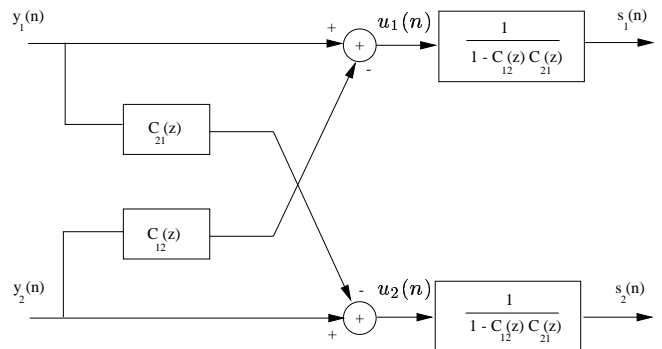 y₁(n)
+
u₁(n)
s₁(n)
+
-
1
1 - C₁₂(z) C₂₁(z)
C₂₁(z)
C₁₂(z)
y₂(n)
-
u₂(n)
s₂(n)
+
+
1
1 - C₁₂(z) C₂₁(z)